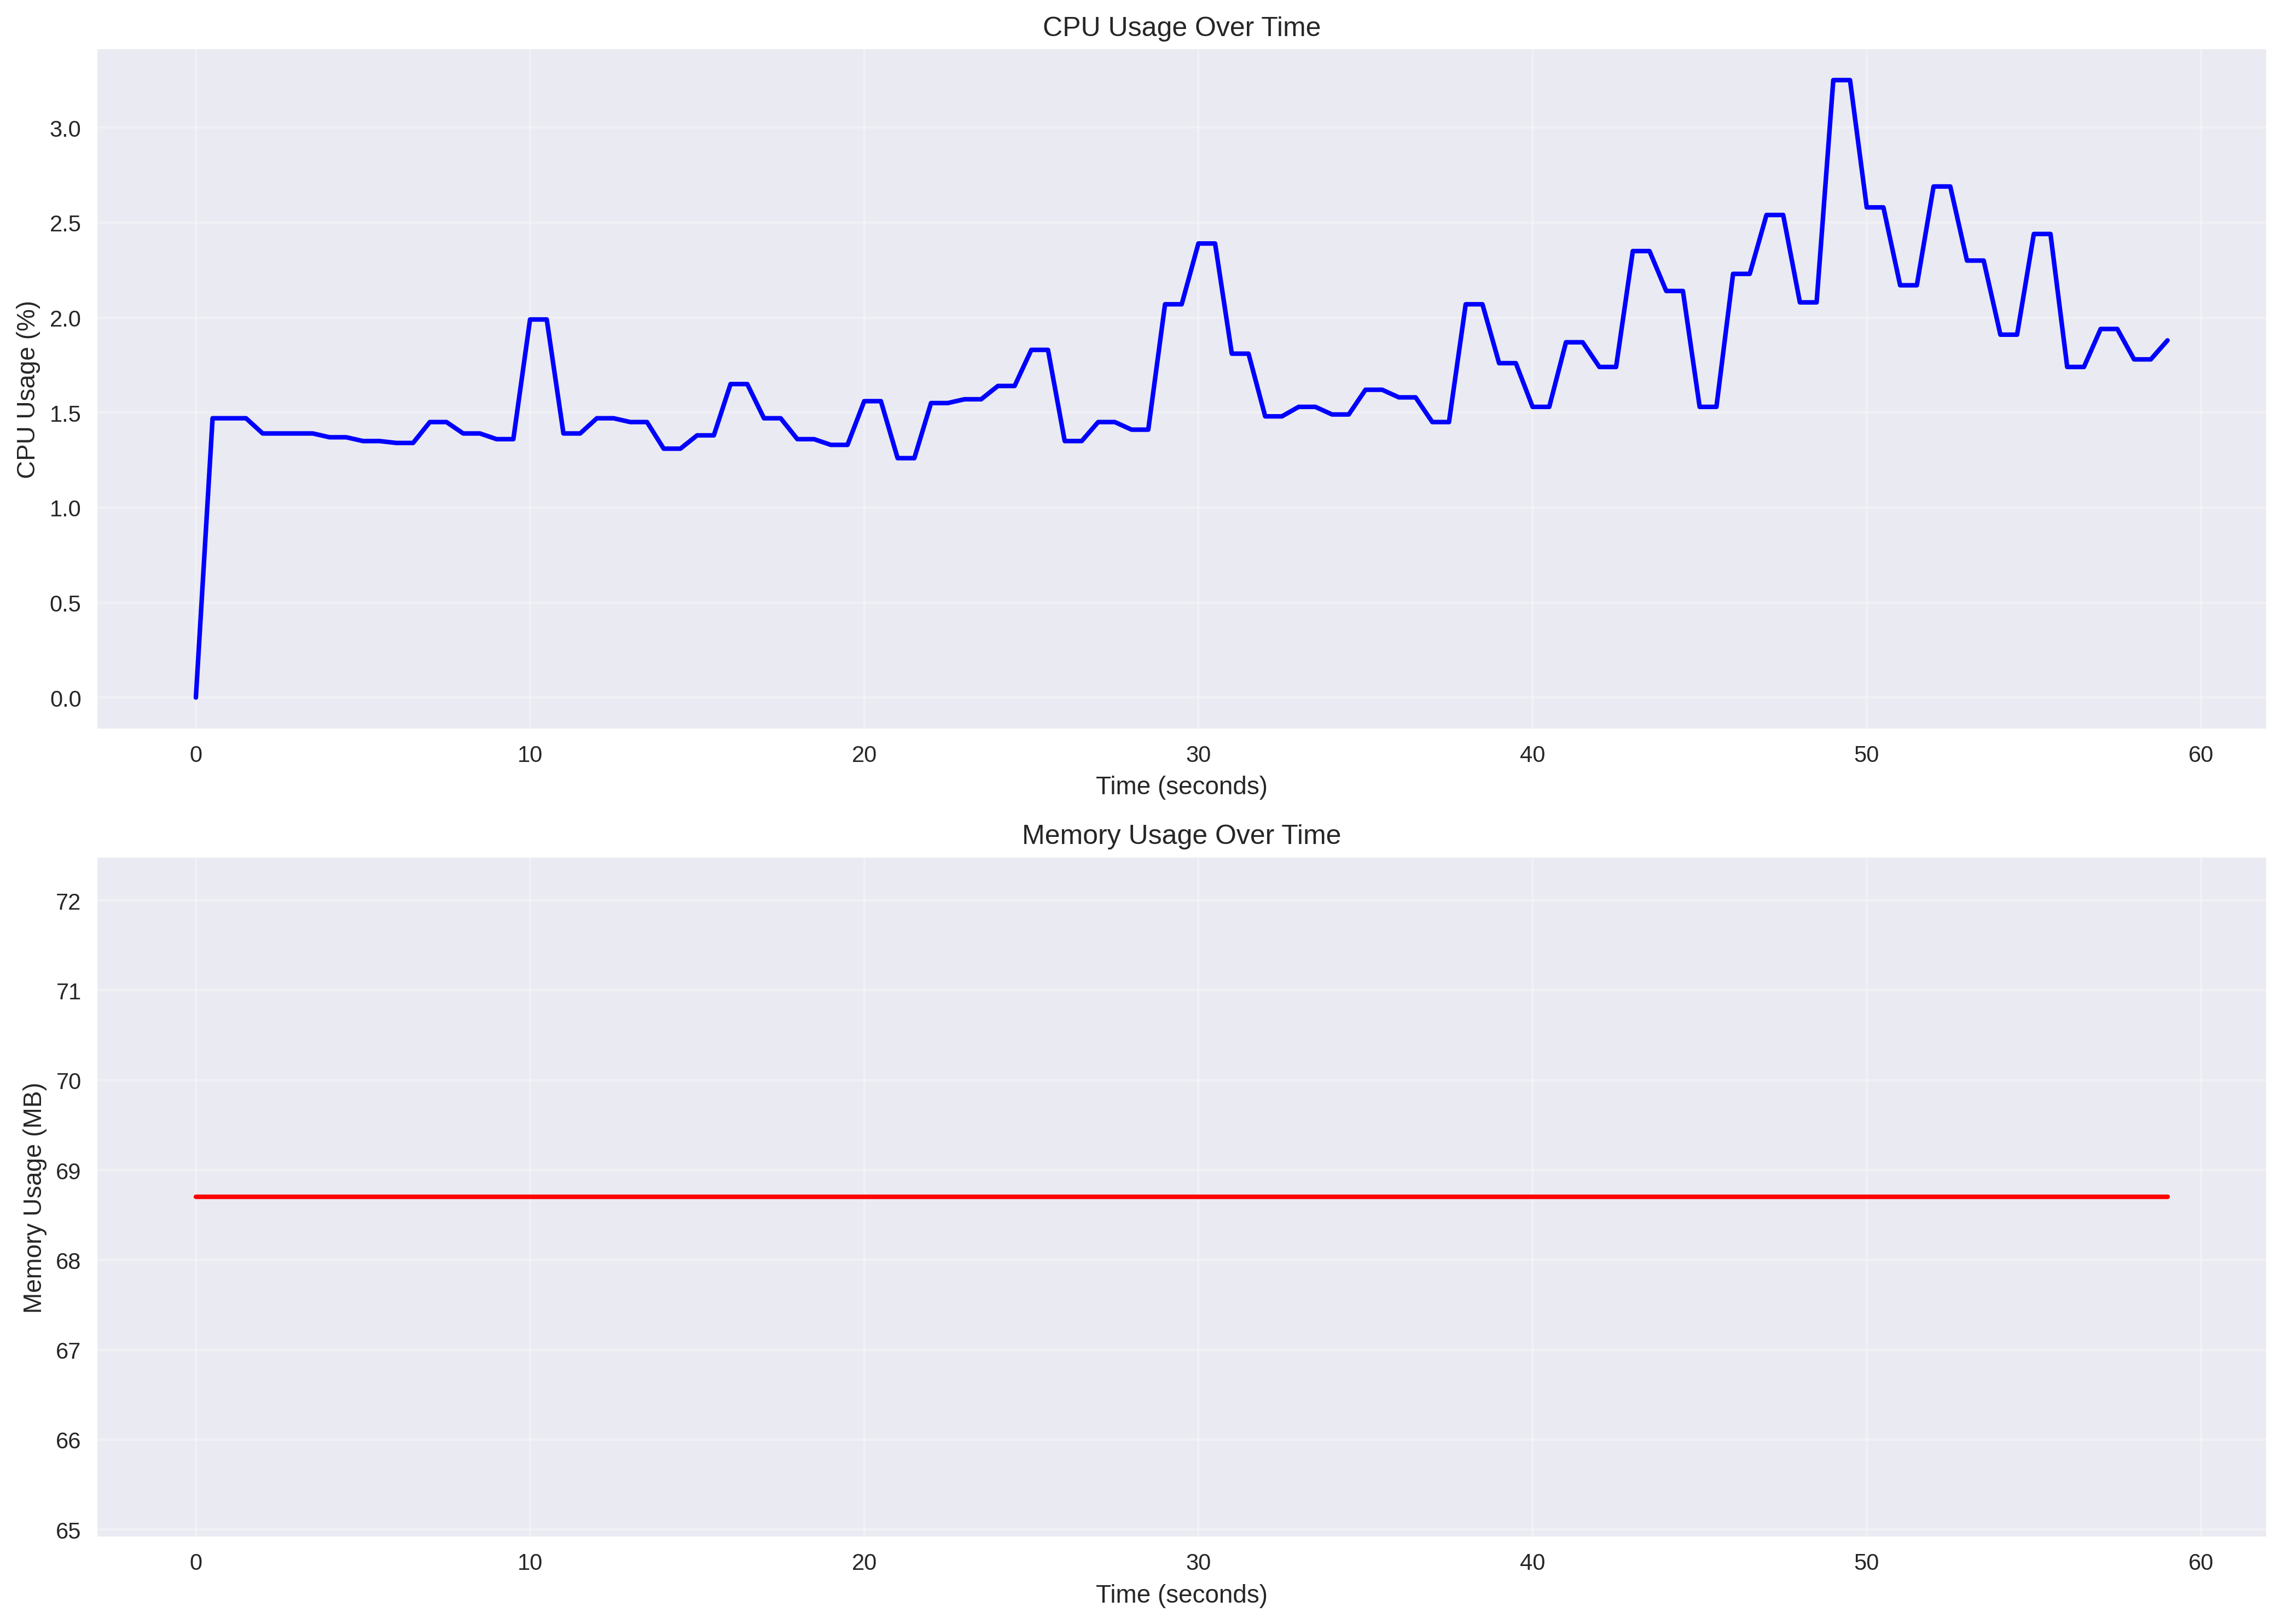 CPU Usage Over Time
CPU Usage (%)
3.0
2.5
2.0
1.5
1.0
0.5
0.0
0 10 20 30 40 50 60
Time (seconds)
Memory Usage Over Time
Memory Usage (MB)
72
71
70
69
68
67
66
65
0 10 20 30 40 50 60
Time (seconds)